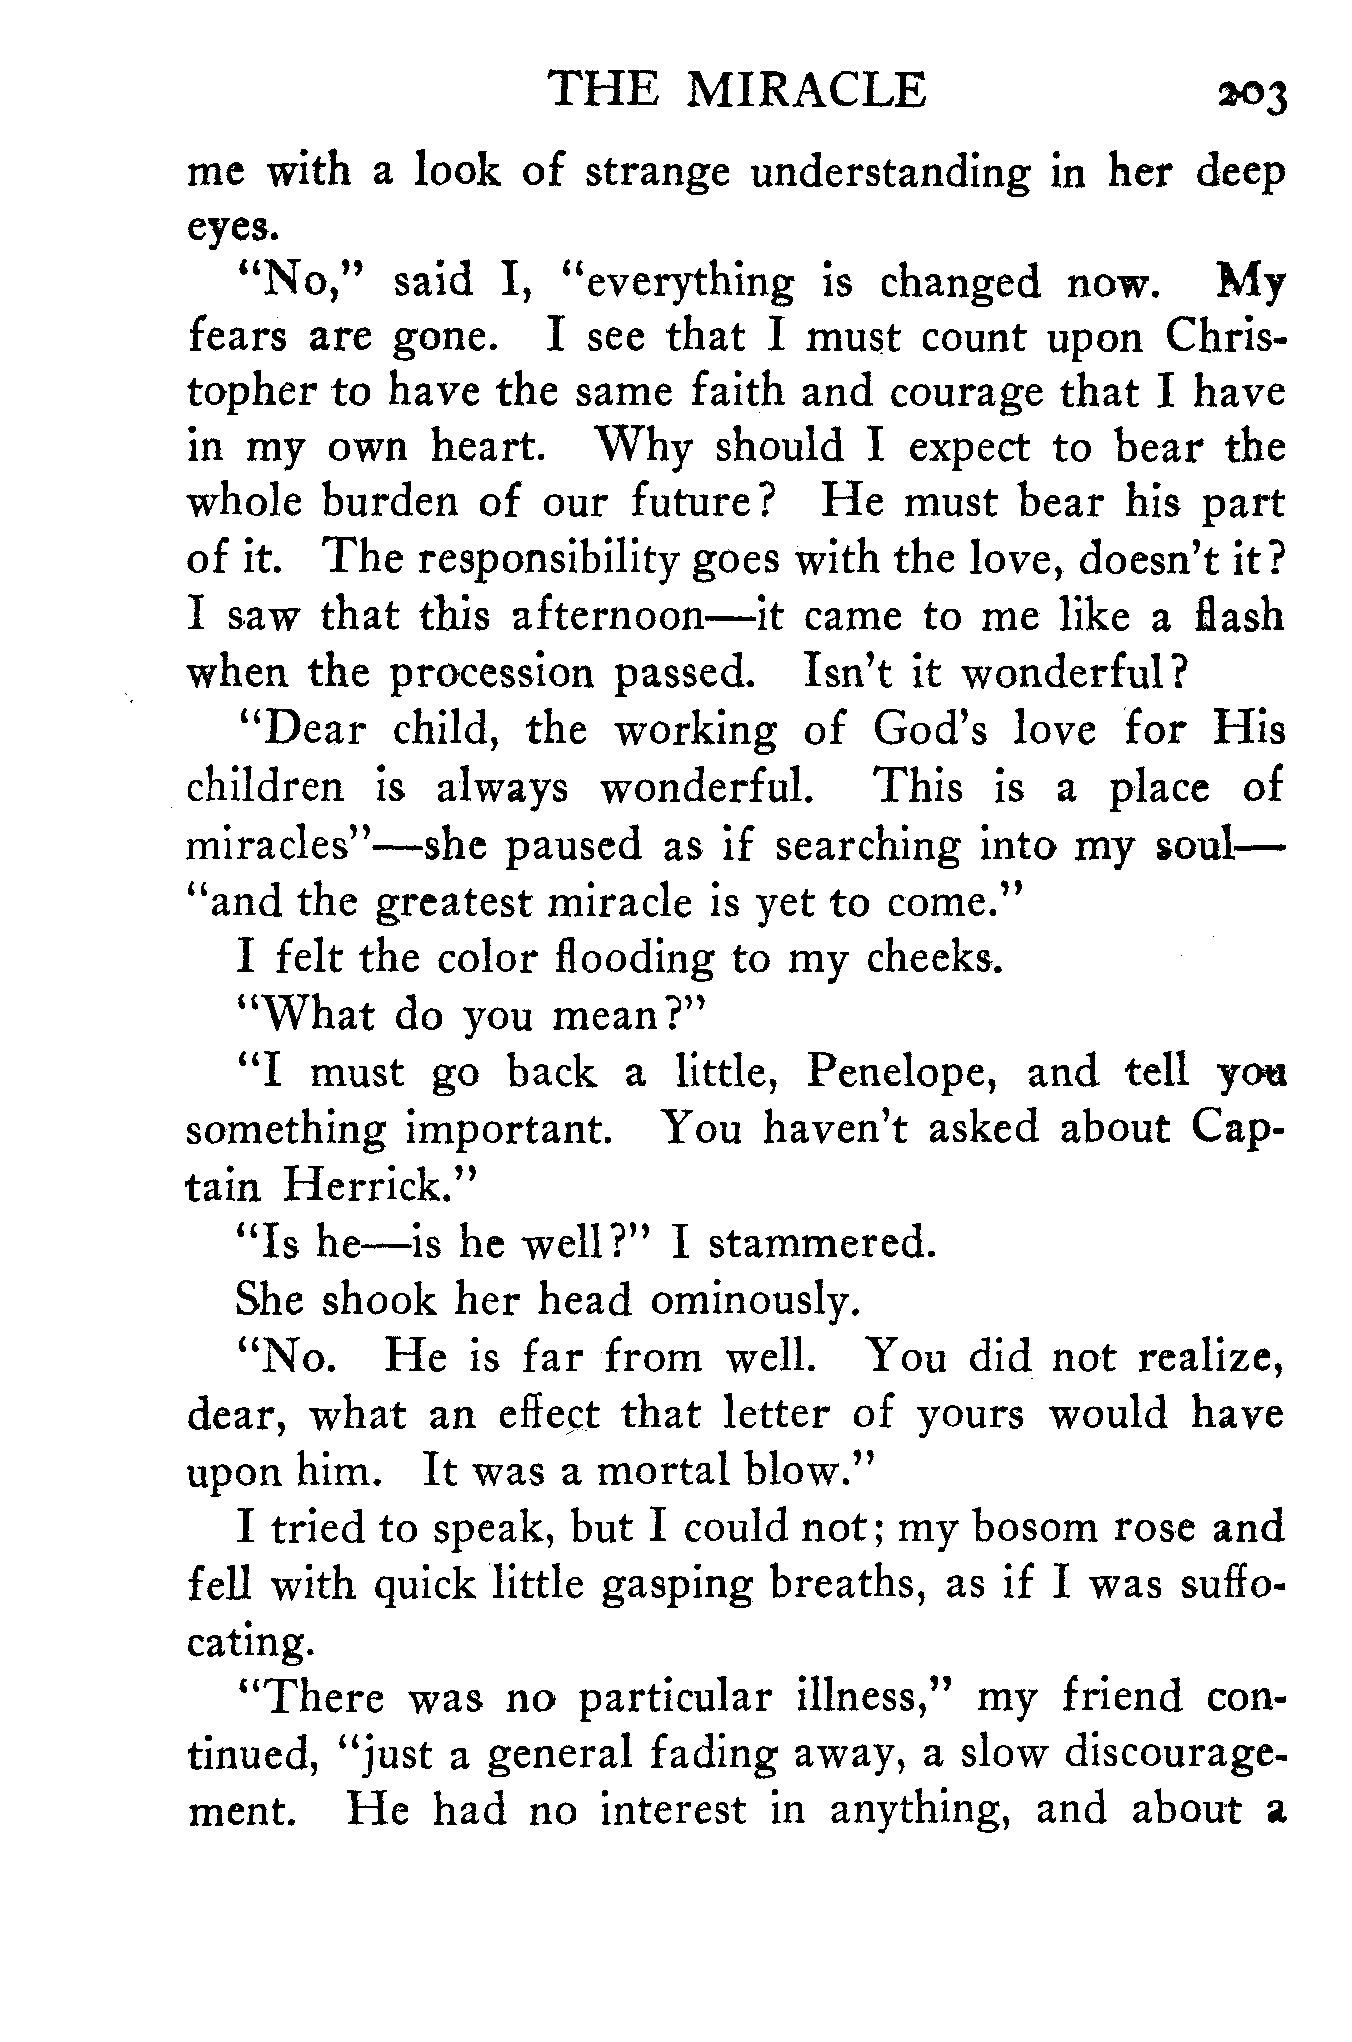 THE MIRACLE 203
me with a look of strange understanding in her deep
eyes.
“No,” said I, “everything is changed now. My
fears are gone. I see that I must count upon Chris-
topher to have the same faith and courage that I have
in my own heart. Why should I expect to bear the
whole burden of our future? He must bear his part
of it. The responsibility goes with the love, doesn’t it?
I saw that this afternoon—it came to me like a flash
when the procession passed. Isn’t it wonderful?
“Dear child, the working of God’s love for His
children is always wonderful. This is a place of
miracles”—she paused as if searching into my soul—
“and the greatest miracle is yet to come.”
I felt the color flooding to my cheeks.
“What do you mean?”
“I must go back a little, Penelope, and tell you
something important. You haven’t asked about Cap-
tain Herrick.”
“Is he—is he well?” I stammered.
She shook her head ominously.
“No. He is far from well. You did not realize,
dear, what an effect that letter of yours would have
upon him. It was a mortal blow.”
I tried to speak, but I could not; my bosom rose and
fell with quick little gasping breaths, as if I was suffo-
cating.
“There was no particular illness,” my friend con-
tinued, “just a general fading away, a slow discourage-
ment. He had no interest in anything, and about a